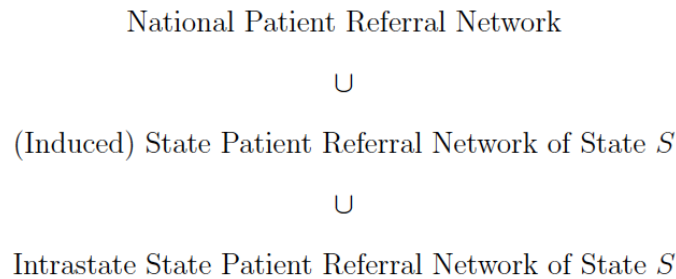 National Patient Referral Network
∪
(Induced) State Patient Referral Network of State S
∪
Intrastate State Patient Referral Network of State S